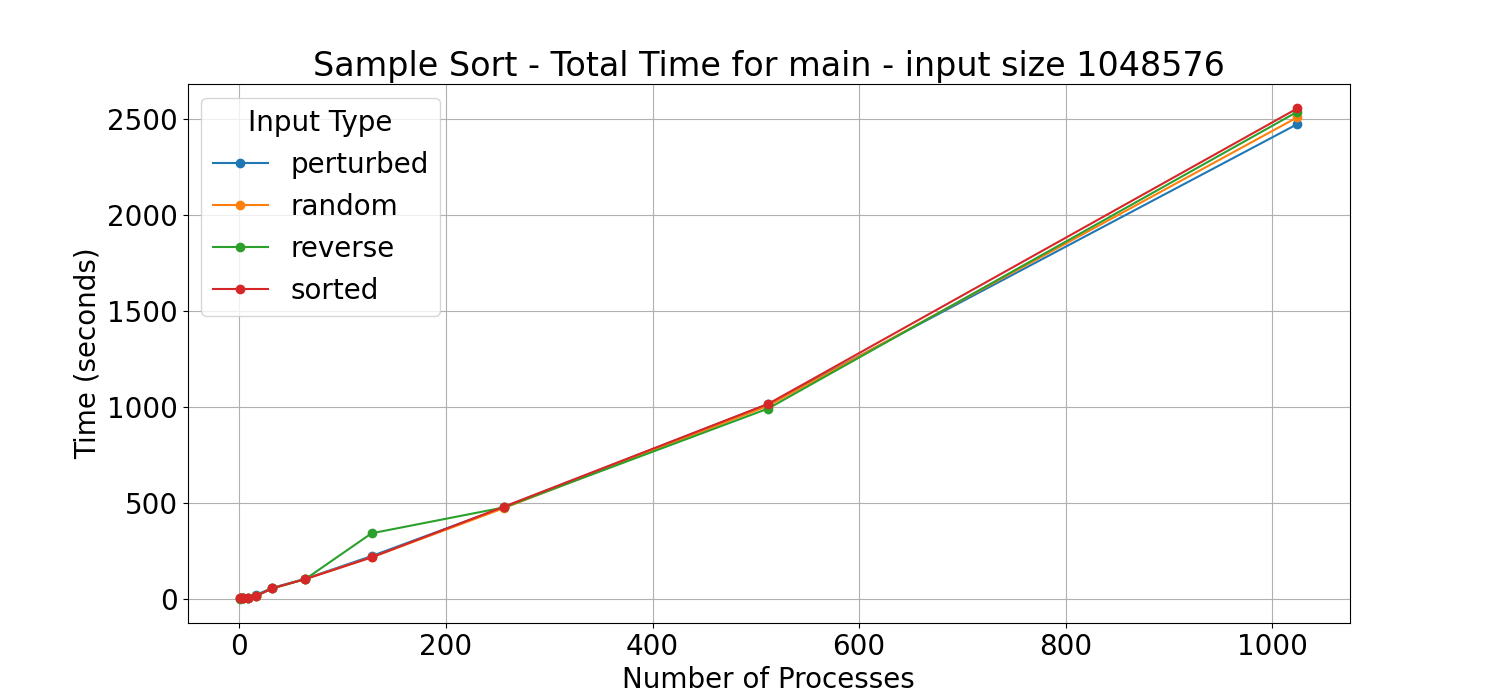 Sample Sort - Total Time for main - input size 1048576
Input Type
perturbed
random
reverse
sorted
2500
2000
1500
1000
500
0
Time (seconds)
0 200 400 600 800 1000
Number of Processes